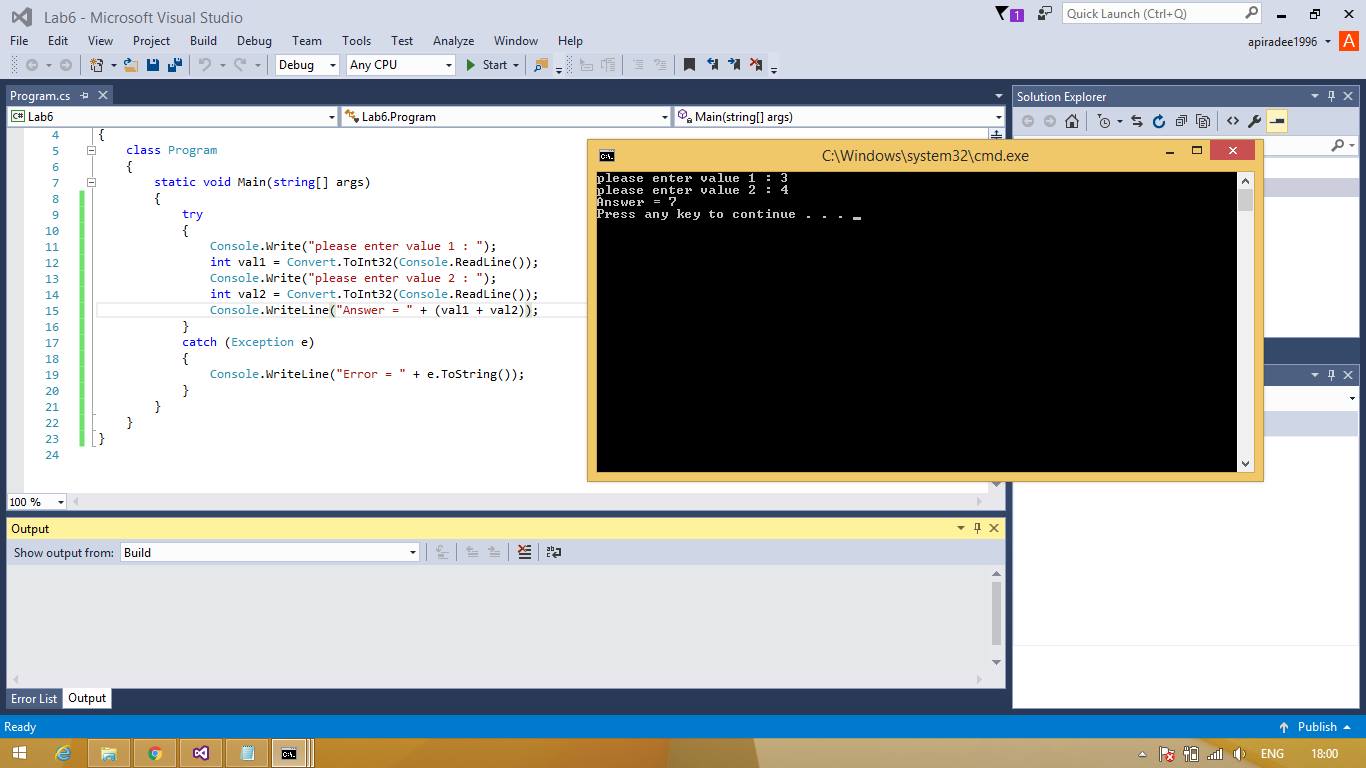 Lab6 - Microsoft Visual Studio
1
Quick Launch (Ctrl+Q)
File Edit View Project Build Debug Team Tools Test Analyze Window Help
apiradee1996
A
Debug
Any CPU
Start
Program.cs
C# Lab6
Lab6.Program
Main(string[] args)
4 {
5 class Program
6 {
7 static void Main(string[] args)
8 {
9 try
10 {
11 Console.Write("please enter value 1 : ");
12 int val1 = Convert.ToInt32(Console.ReadLine());
13 Console.Write("please enter value 2 : ");
14 int val2 = Convert.ToInt32(Console.ReadLine());
15 Console.WriteLine("Answer = " + (val1 + val2));
16 }
17 catch (Exception e)
18 {
19 Console.WriteLine("Error = " + e.ToString());
20 }
21 }
22 }
23 }
24
100 %
C:\Windows\system32\cmd.exe
please enter value 1 : 3
please enter value 2 : 4
Answer = 7
Press any key to continue . . . _
Solution Explorer
Output
Show output from: Build
Error List Output
Ready
Publish
ENG
18:00